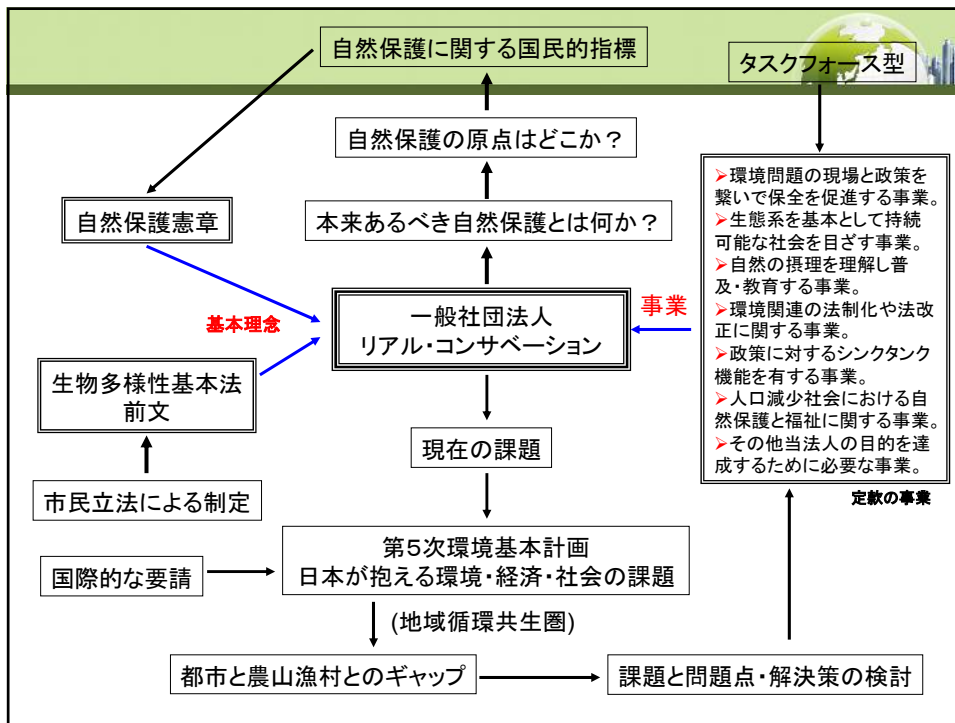 自然保護に関する国民的指標
タスクフォース型
自然保護の原点はどこか？
自然保護憲章
本来あるべき自然保護とは何か？
➢環境問題の現場と政策を
繋いで保全を促進する事業。
➢生態系を基本として持続
可能な社会を目ざす事業。
➢自然の摂理を理解し普
及・教育する事業。
➢環境関連の法制化や法改
正に関する事業。
➢政策に対するシンクタンク
機能を有する事業。
➢人口減少社会における自
然保護と福祉に関する事業。
➢その他当法人の目的を達
成するために必要な事業。
定款の事業
基本理念
一般社団法人
リアル・コンサベーション
事業
生物多様性基本法
前文
現在の課題
市民立法による制定
国際的な要請
第５次環境基本計画
日本が抱える環境・経済・社会の課題
(地域循環共生圏)
都市と農山漁村とのギャップ
課題と問題点・解決策の検討